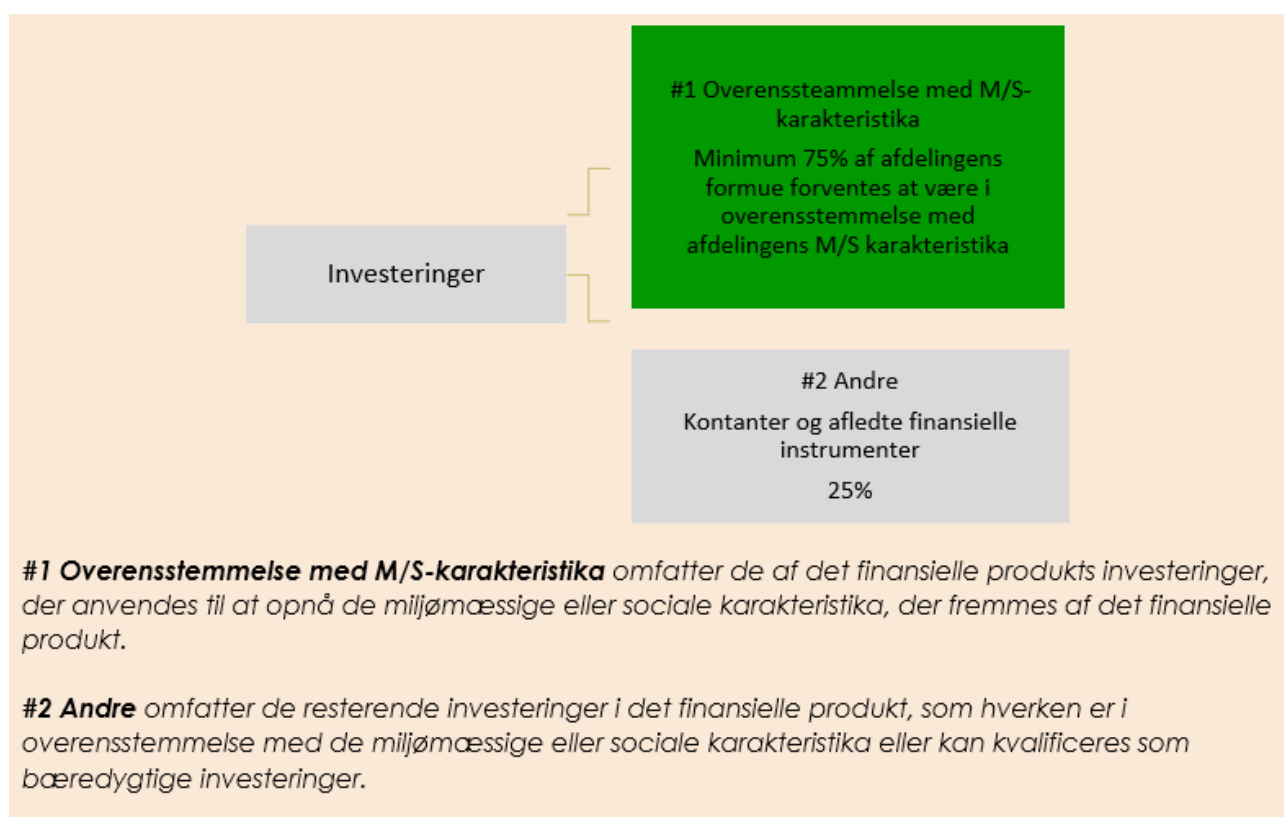 #1 Overenssteammelse med M/S-
karakteristika
Minimum 75% af afdelingens
formue forventes at være i
overensstemmelse med
afdelingens M/S karakteristika
Investeringer
#2 Andre
Kontanter og afledte finansielle
instrumenter
25%
#1 Overensstemmelse med M/S-karakteristika omfatter de af det finansielle produkts investeringer,
der anvendes til at opnå de miljømæssige eller sociale karakteristika, der fremmes af det finansielle
produkt.
#2 Andre omfatter de resterende investeringer i det finansielle produkt, som hverken er i
overensstemmelse med de miljømæssige eller sociale karakteristika eller kan kvalificeres som
bæredygtige investeringer.